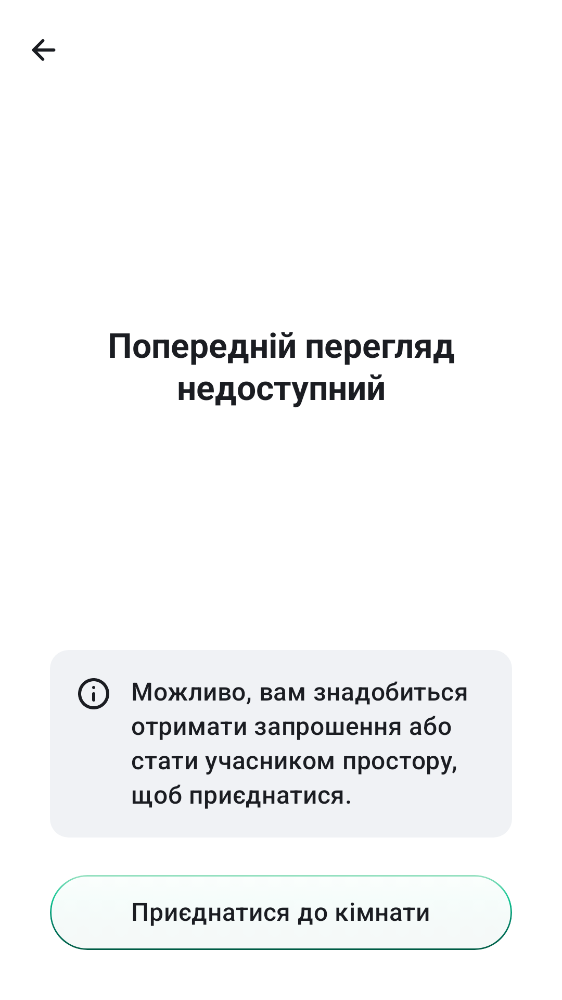 Попередній перегляд
недоступний
Можливо, вам знадобиться
отримати запрошення або
стати учасником простору,
щоб приєднатися.
Приєднатися до кімнати